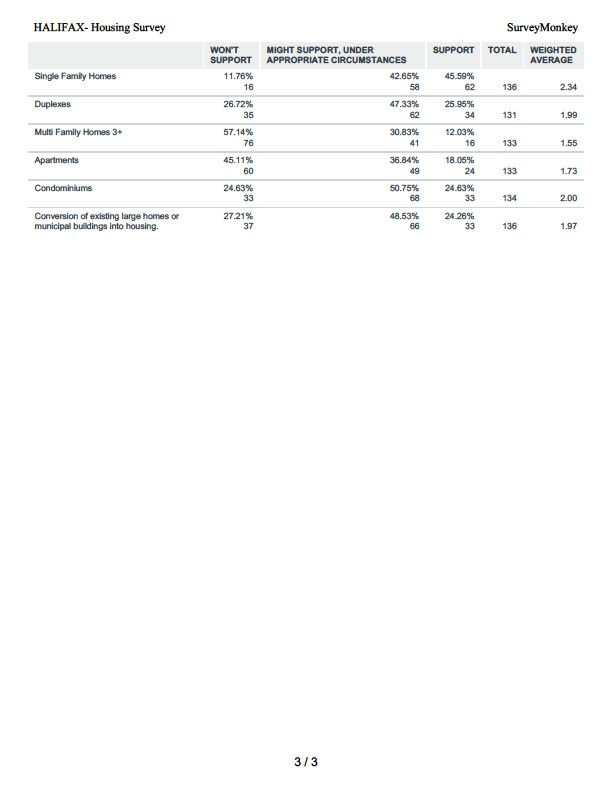 HALIFAX- Housing Survey SurveyMonkey
WON'T MIGHT SUPPORT, UNDER SUPPORT TOTAL WEIGHTED
SUPPORT APPROPRIATE CIRCUMSTANCES AVERAGE
Single Family Homes 11.76% 42.65% 45.59%
16 58 62 136 2.34
Duplexes 26.72% 47.33% 25.95%
35 62 34 131 1.99
Multi Family Homes 3+ 57.14% 30.83% 12.03%
76 41 16 133 1.55
Apartments 45.11% 36.84% 18.05%
60 49 24 133 1.73
Condominiums 24.63% 50.75% 24.63%
33 68 33 134 2.00
Conversion of existing large homes or 27.21% 48.53% 24.26%
municipal buildings into housing. 37 66 33 136 1.97
3 / 3